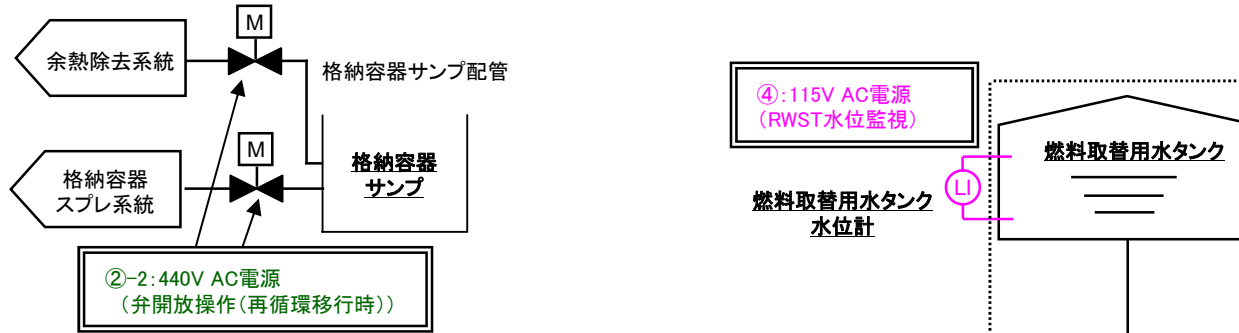 M
余熱除去系統
格納容器サンプ配管
M
格納容器
スプレ系統
格納容器
サンプ
②-2:440V AC電源
(弁開放操作(再循環移行時))
④:115V AC電源
(RWST水位監視)
燃料取替用水タンク
LI
燃料取替用水タンク
水位計